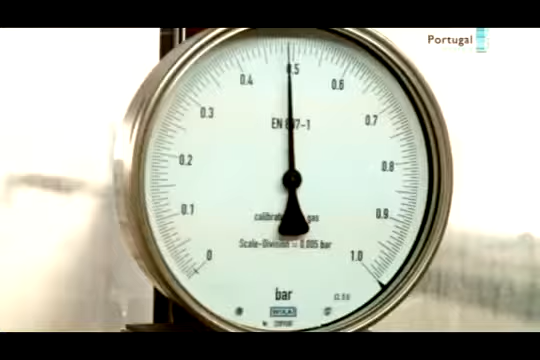 Portugal
0.5
0.4
0.6
0.3
EN 837-1
0.7
0.2
0.8
0.1
0.9
gas
Scale-Division = 0.005 bar
0
1.0
bar
WIKA